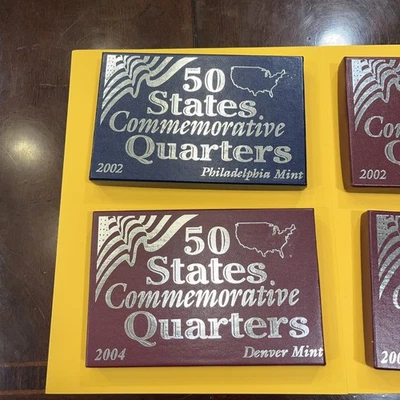 50
States
Commemorative
Quarters
2002 Philadelphia Mint
2002
50
States
Commemorative
Quarters
2004 Denver Mint